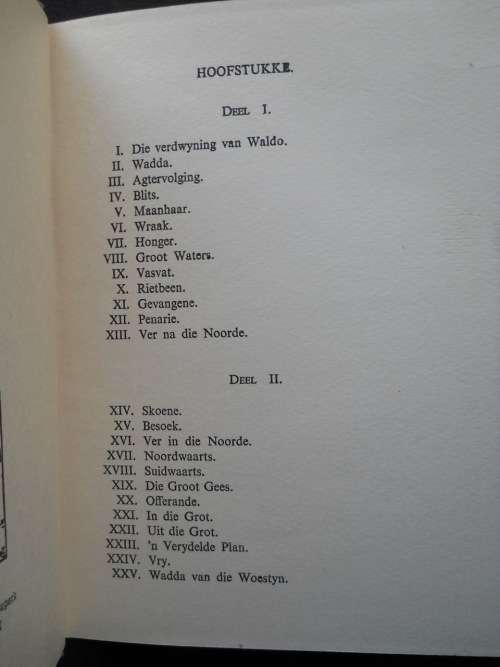 HOOFSTUKKE.
DEEL I.
I. Die verdwyning van Waldo.
II. Wadda.
III. Agtervolging.
IV. Blits.
V. Maanhaar.
VI. Wraak.
VII. Honger.
VIII. Groot Waters.
IX. Vasvat.
X. Rietbeen.
XI. Gevangene.
XII. Penarie.
XIII. Ver na die Noorde.
DEEL II.
XIV. Skoene.
XV. Besoek.
XVI. Ver in die Noorde.
XVII. Noordwaarts.
XVIII. Suidwaarts.
XIX. Die Groot Gees.
XX. Offerande.
XXI. In die Grot.
XXII. Uit die Grot.
XXIII. 'n Verydelde Plan.
XXIV. Vry.
XXV. Wadda van die Woestyn.